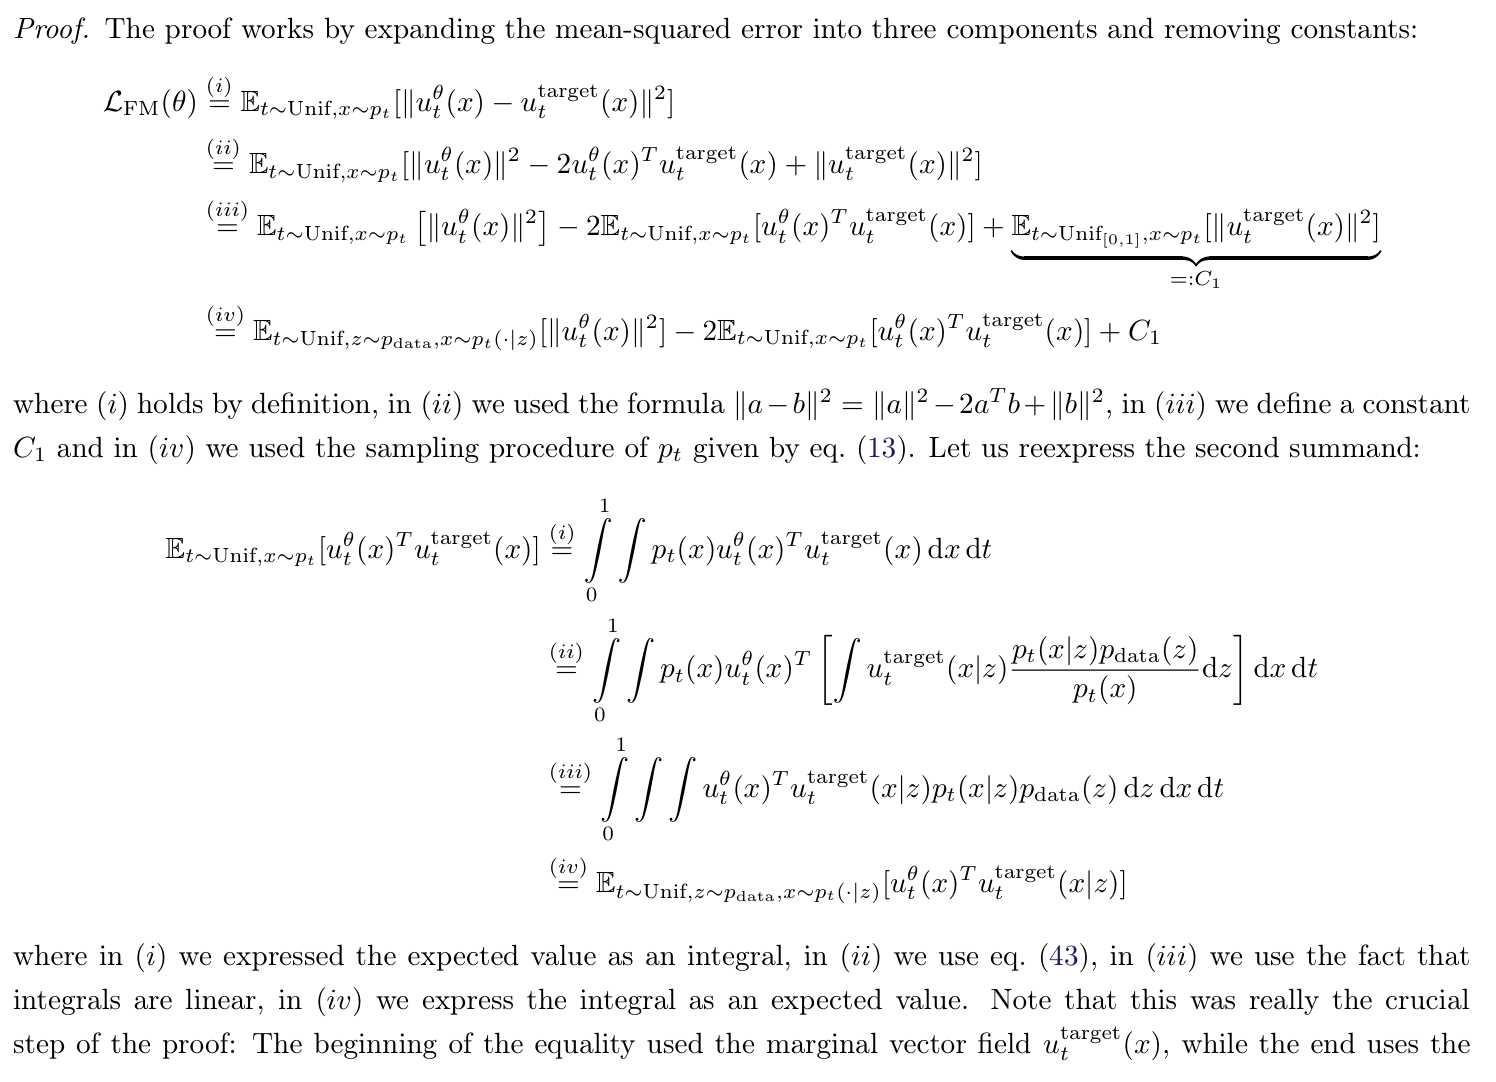 Proof. The proof works by expanding the mean-squared error into three components and removing constants:
$\mathcal{L}_{\text{FM}}(\theta) \overset{(i)}{=} \mathbb{E}_{t\sim\text{Unif},x\sim p_t}[\|u_t^\theta(x) - u_t^{\text{target}}(x)\|^2]$
$\overset{(ii)}{=} \mathbb{E}_{t\sim\text{Unif},x\sim p_t}[\|u_t^\theta(x)\|^2 - 2u_t^\theta(x)^T u_t^{\text{target}}(x) + \|u_t^{\text{target}}(x)\|^2]$
$\overset{(iii)}{=} \mathbb{E}_{t\sim\text{Unif},x\sim p_t}\left[\|u_t^\theta(x)\|^2\right] - 2\mathbb{E}_{t\sim\text{Unif},x\sim p_t}[u_t^\theta(x)^T u_t^{\text{target}}(x)] + \underbrace{\mathbb{E}_{t\sim\text{Unif}_{[0,1]},x\sim p_t}[\|u_t^{\text{target}}(x)\|^2]}_{=:C_1}$
$\overset{(iv)}{=} \mathbb{E}_{t\sim\text{Unif},z\sim p_{\text{data}},x\sim p_t(\cdot|z)}[\|u_t^\theta(x)\|^2] - 2\mathbb{E}_{t\sim\text{Unif},x\sim p_t}[u_t^\theta(x)^T u_t^{\text{target}}(x)] + C_1$
where (i) holds by definition, in (ii) we used the formula $\|a-b\|^2 = \|a\|^2 - 2a^T b + \|b\|^2$, in (iii) we define a constant
$C_1$ and in (iv) we used the sampling procedure of $p_t$ given by eq. (13). Let us reexpress the second summand:
$\mathbb{E}_{t\sim\text{Unif},x\sim p_t}[u_t^\theta(x)^T u_t^{\text{target}}(x)] \overset{(i)}{=} \int\limits_0^1 \int p_t(x) u_t^\theta(x)^T u_t^{\text{target}}(x)\,\mathrm{d}x\,\mathrm{d}t$
$\overset{(ii)}{=} \int\limits_0^1 \int p_t(x) u_t^\theta(x)^T \left[\int u_t^{\text{target}}(x|z) \frac{p_t(x|z)p_{\text{data}}(z)}{p_t(x)} \mathrm{d}z\right] \mathrm{d}x\,\mathrm{d}t$
$\overset{(iii)}{=} \int\limits_0^1 \int \int u_t^\theta(x)^T u_t^{\text{target}}(x|z) p_t(x|z) p_{\text{data}}(z)\,\mathrm{d}z\,\mathrm{d}x\,\mathrm{d}t$
$\overset{(iv)}{=} \mathbb{E}_{t\sim\text{Unif},z\sim p_{\text{data}},x\sim p_t(\cdot|z)}[u_t^\theta(x)^T u_t^{\text{target}}(x|z)]$
where in (i) we expressed the expected value as an integral, in (ii) we use eq. (43), in (iii) we use the fact that
integrals are linear, in (iv) we express the integral as an expected value. Note that this was really the crucial
step of the proof: The beginning of the equality used the marginal vector field $u_t^{\text{target}}(x)$, while the end uses the